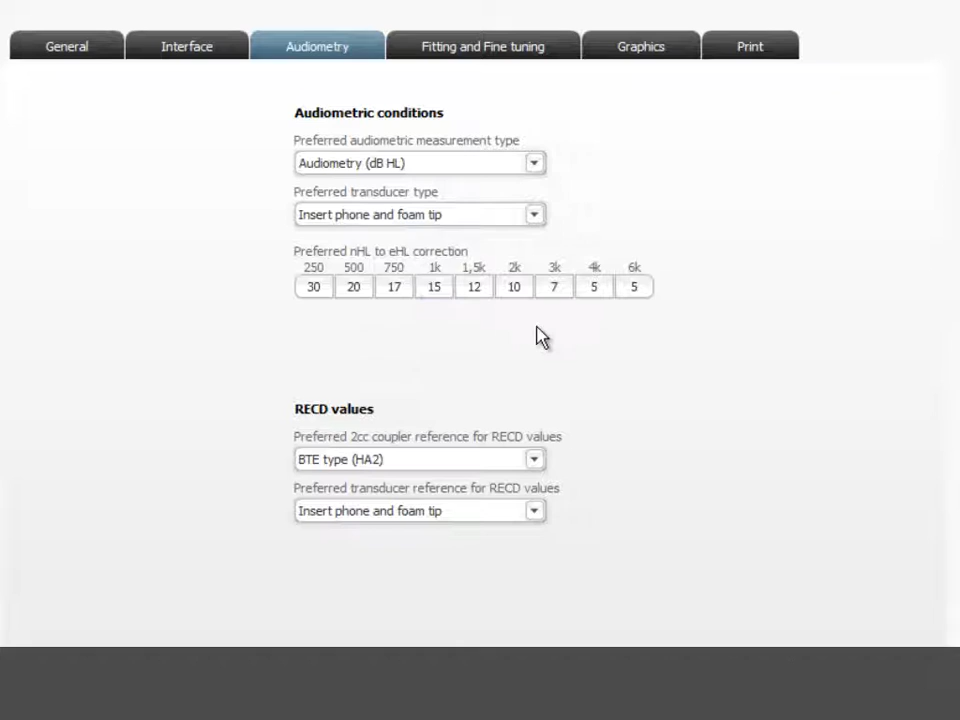 General Interface Audiometry Fitting and Fine tuning Graphics Print
Audiometric conditions
Preferred audiometric measurement type
Audiometry (dB HL)
Preferred transducer type
Insert phone and foam tip
Preferred nHL to eHL correction
250 500 750 1k 1,5k 2k 3k 4k 6k
30 20 17 15 12 10 7 5 5
RECD values
Preferred 2cc coupler reference for RECD values
BTE type (HA2)
Preferred transducer reference for RECD values
Insert phone and foam tip